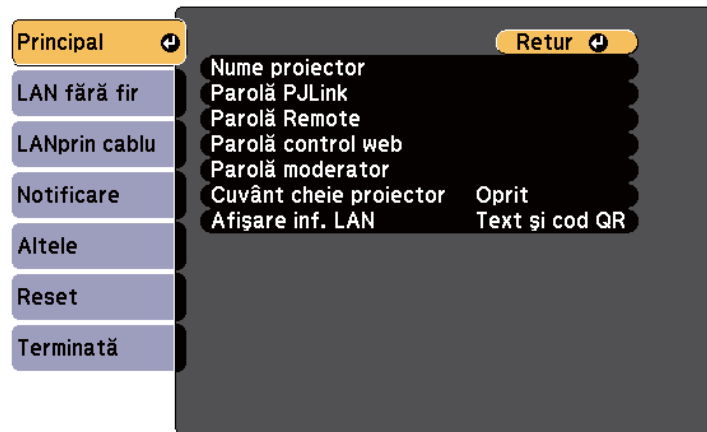 Principal
LAN fără fir
LANprin cablu
Notificare
Altele
Reset
Terminată
Retur
Nume proiector
Parolă PJLink
Parolă Remote
Parolă control web
Parolă moderator
Cuvânt cheie proiector Oprit
Afişare inf. LAN Text şi cod QR